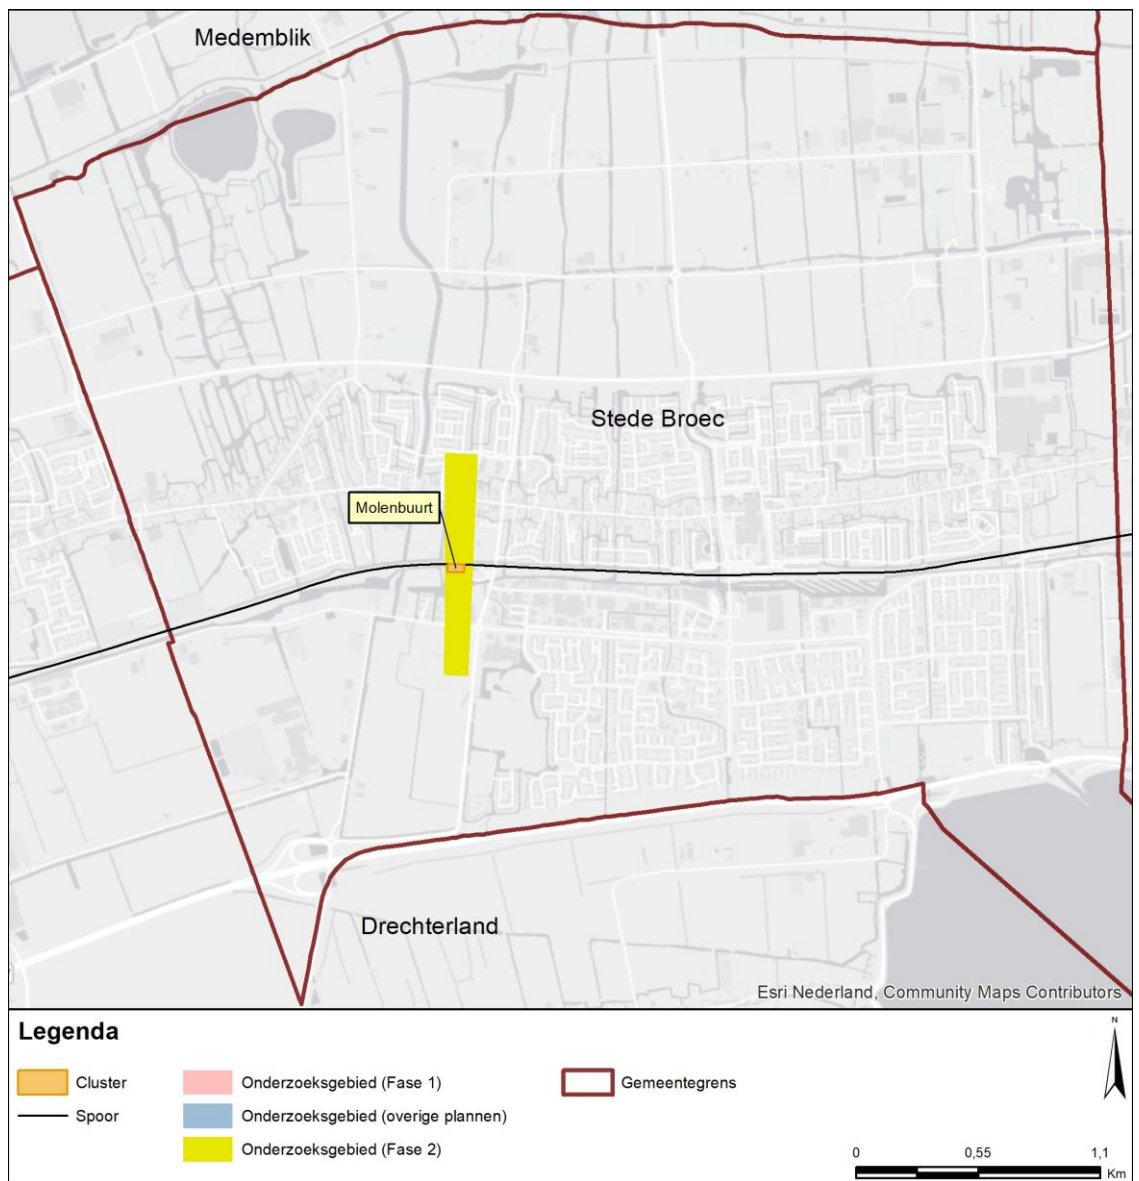 Medemblik
Stede Broec
Molenbuurt
Drechterland
Esri Nederland, Community Maps Contributors
Legenda
Cluster
Spoor
Onderzoeksgebied (Fase 1)
Onderzoeksgebied (overige plannen)
Onderzoeksgebied (Fase 2)
Gemeentegrens
N
0 0,55 1,1
Km